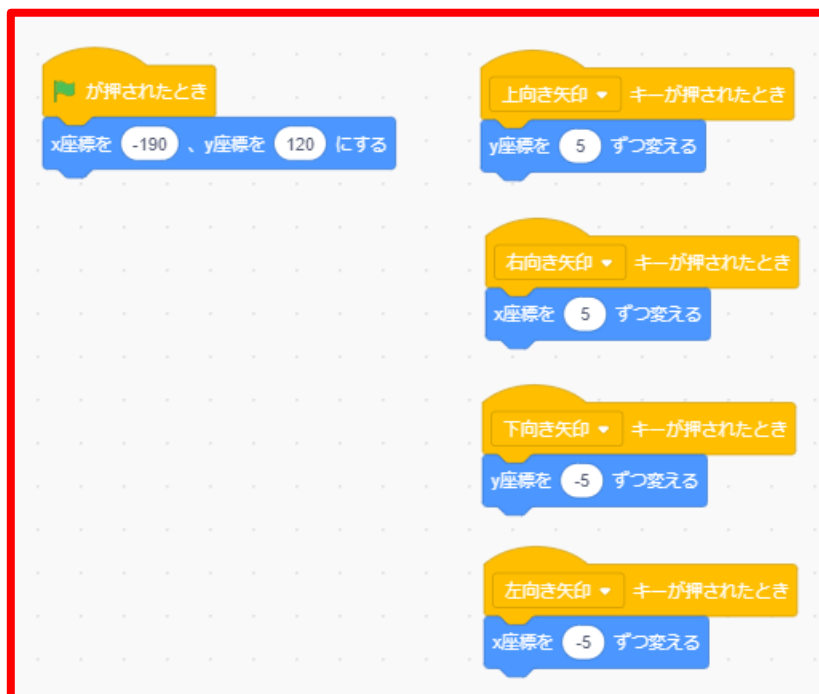 が押されたとき
x座標を -190 、y座標を 120 にする
上向き矢印 キーが押されたとき
y座標を 5 ずつ変える
右向き矢印 キーが押されたとき
x座標を 5 ずつ変える
下向き矢印 キーが押されたとき
y座標を -5 ずつ変える
左向き矢印 キーが押されたとき
x座標を -5 ずつ変える